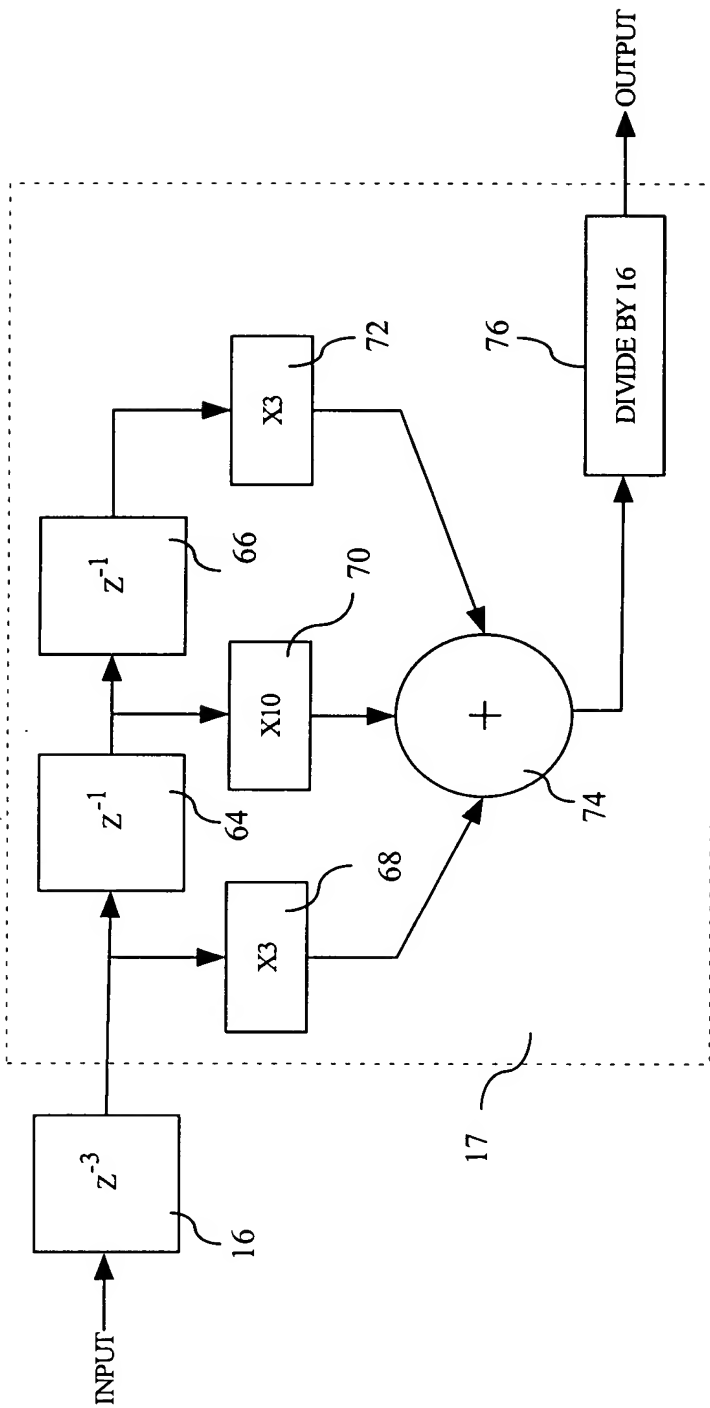 INPUT
z⁻³
16
z⁻¹
64
z⁻¹
66
X3
68
X10
70
X3
72
+
74
DIVIDE BY 16
76
OUTPUT
17